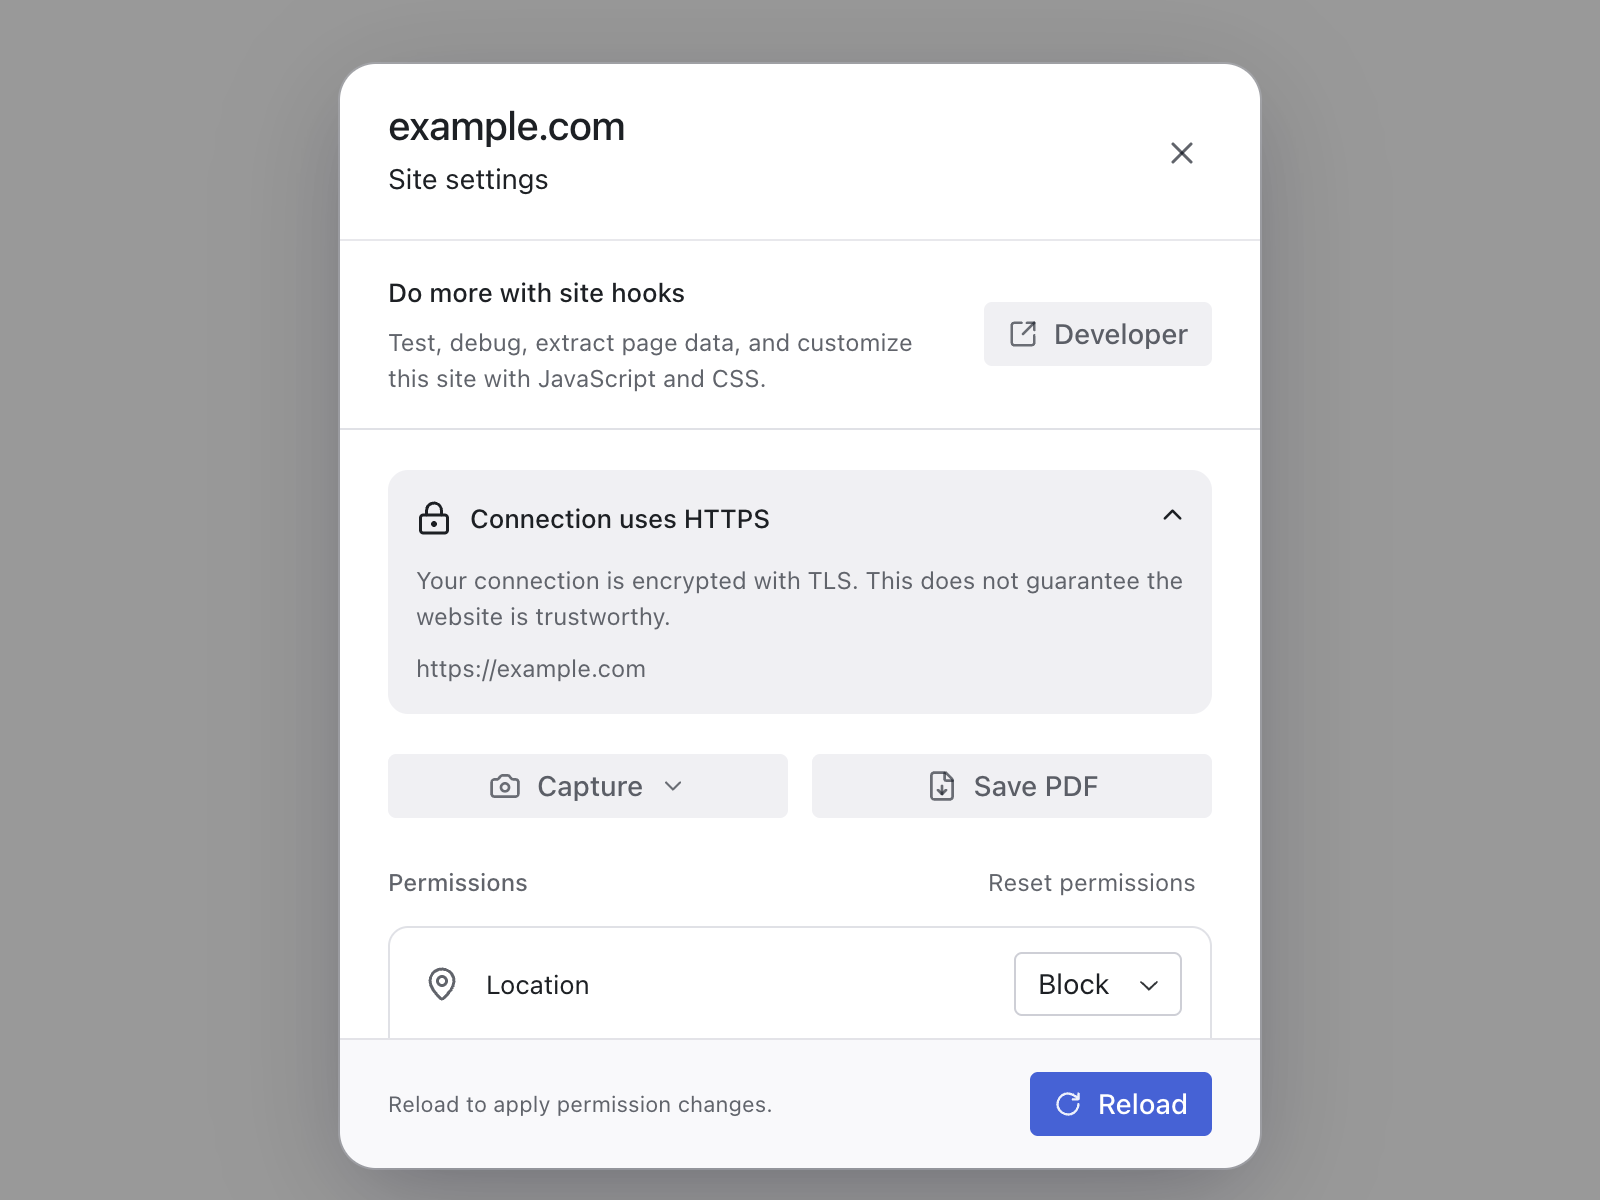 example.com
Site settings
Do more with site hooks
Test, debug, extract page data, and customize
this site with JavaScript and CSS.
Developer
Connection uses HTTPS
Your connection is encrypted with TLS. This does not guarantee the
website is trustworthy.
https://example.com
Capture
Save PDF
Permissions
Reset permissions
Location
Block
Reload to apply permission changes.
Reload